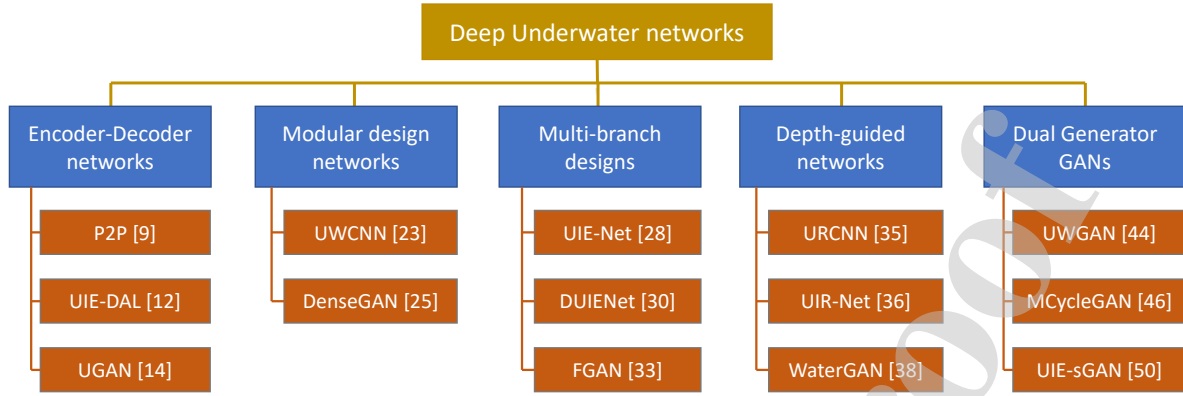 Deep Underwater networks
Encoder-Decoder
networks
P2P [9]
UIE-DAL [12]
UGAN [14]
Modular design
networks
UWCNN [23]
DenseGAN [25]
Multi-branch
designs
UIE-Net [28]
DUIENet [30]
FGAN [33]
Depth-guided
networks
URCNN [35]
UIR-Net [36]
WaterGAN [38]
Dual Generator
GANs
UWGAN [44]
MCycleGAN [46]
UIE-sGAN [50]